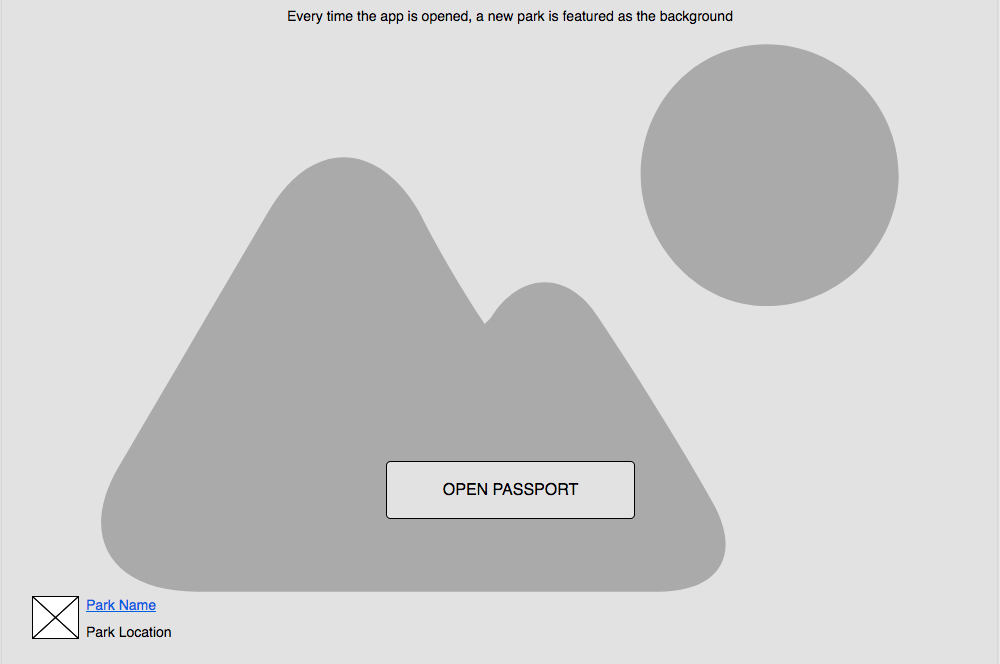 Every time the app is opened, a new park is featured as the background
OPEN PASSPORT
Park Name
Park Location